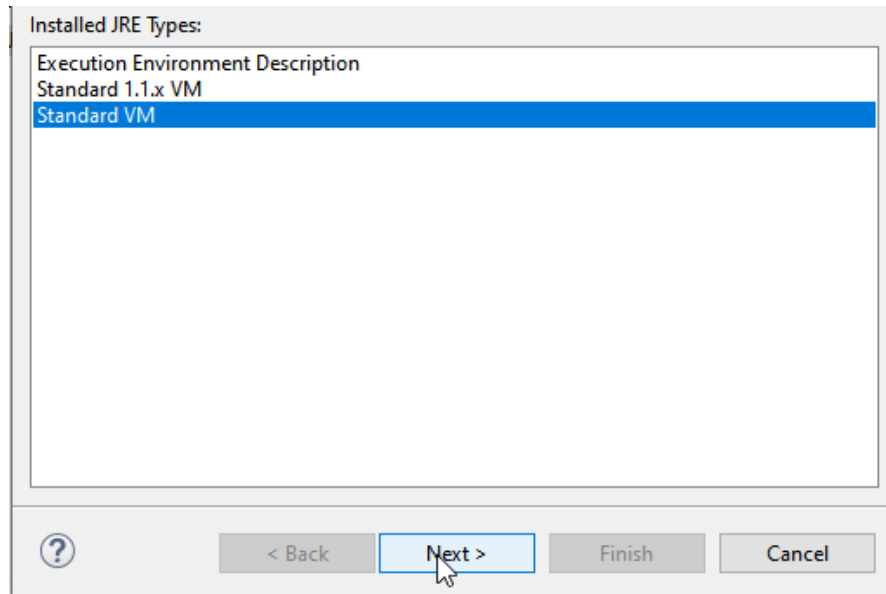 Installed JRE Types:
Execution Environment Description
Standard 1.1.x VM
Standard VM
?
< Back
Next >
Finish
Cancel